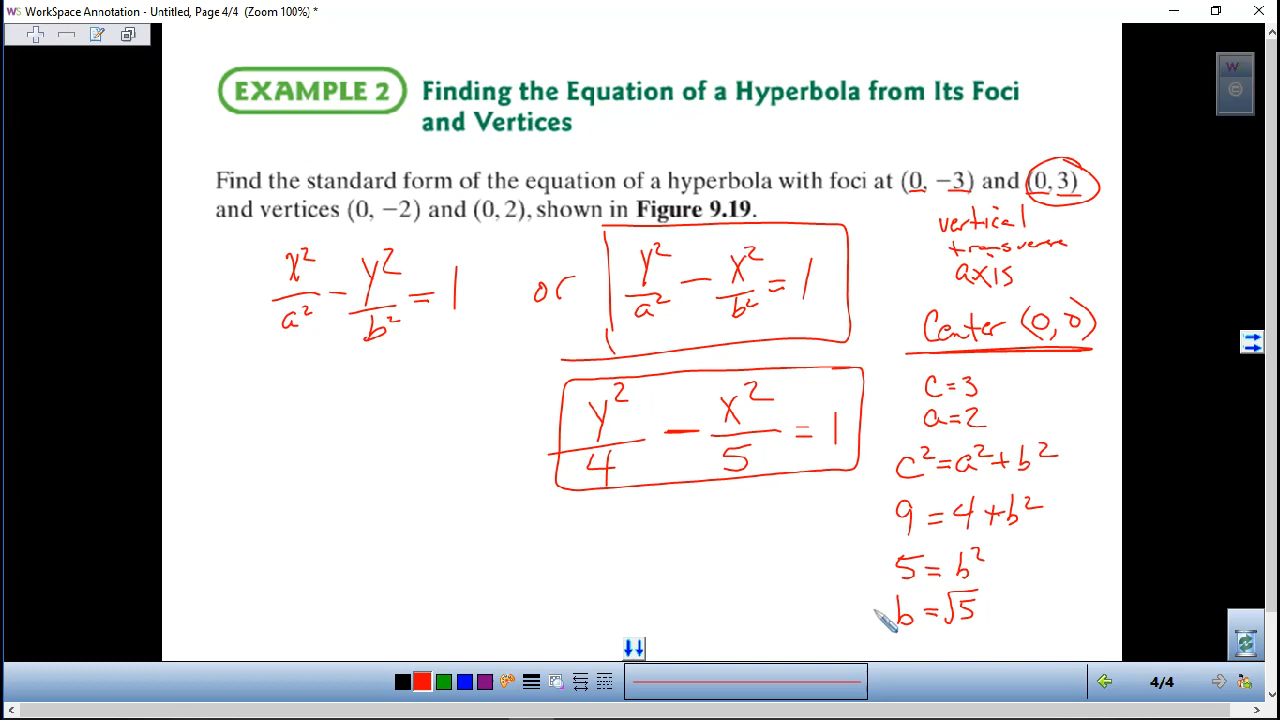 WS WorkSpace Annotation - Untitled, Page 4/4 (Zoom 100%) *
EXAMPLE 2 Finding the Equation of a Hyperbola from Its Foci
and Vertices
Find the standard form of the equation of a hyperbola with foci at (0, −3) and (0, 3)
and vertices (0, −2) and (0, 2), shown in Figure 9.19.
x²/a² − y²/b² = 1 or y²/a² − x²/b² = 1
vertical
transverse
axis
Center (0, 0)
y²/4 − x²/5 = 1
c = 3
a = 2
c² = a² + b²
9 = 4 + b²
5 = b²
b = √5
W
4/4